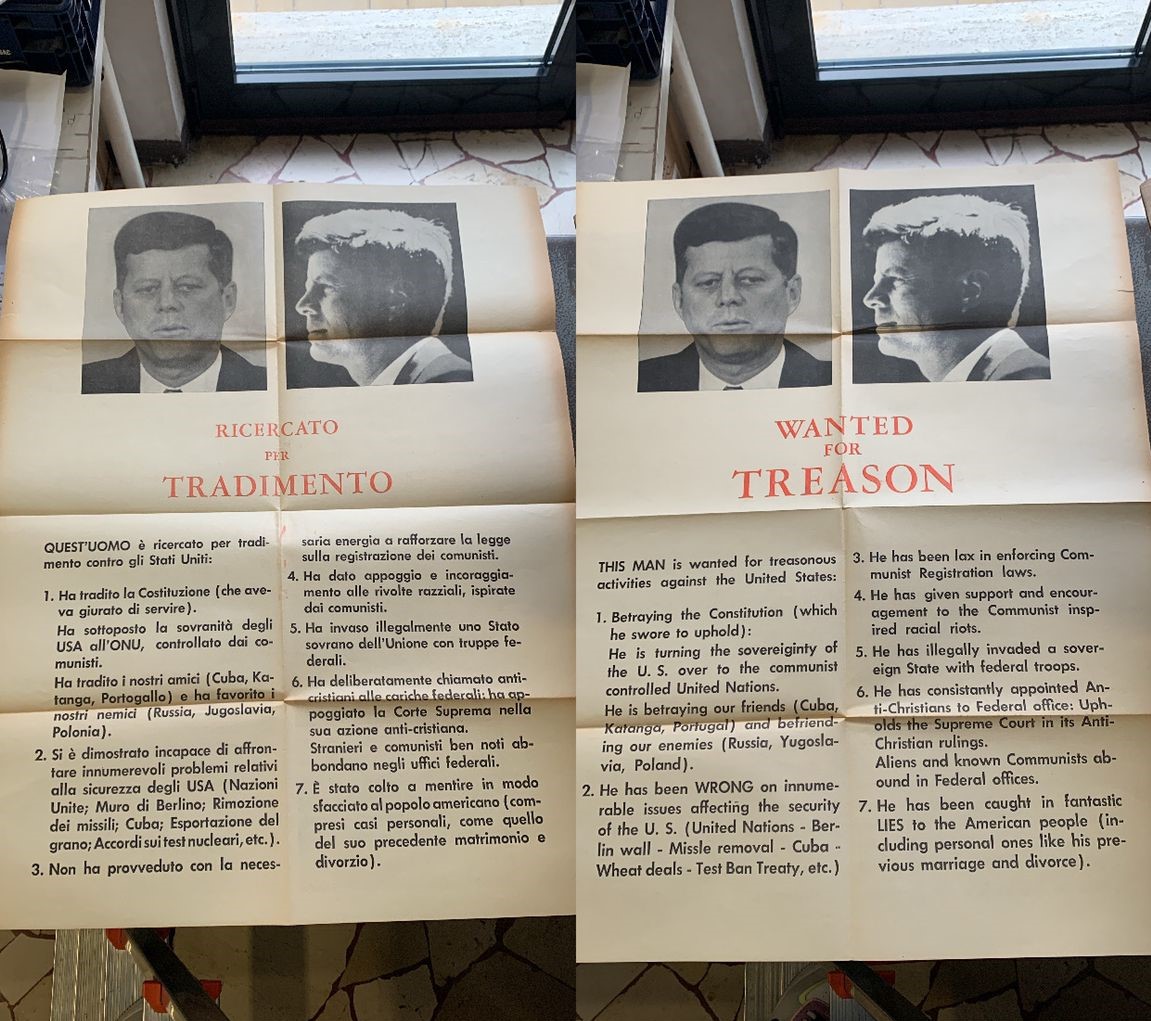 RICERCATO
PER
TRADIMENTO
QUEST'UOMO è ricercato per tradi-
mento contro gli Stati Uniti:
1. Ha tradito la Costituzione (che ave-
va giurato di servire).
Ha sottoposto la sovranità degli
USA all'ONU, controllato dai co-
munisti.
Ha tradito i nostri amici (Cuba, Ka-
tanga, Portogallo) e ha favorito i
nostri nemici (Russia, Jugoslavia,
Polonia).
2. Si è dimostrato incapace di affron-
tare innumerevoli problemi relativi
alla sicurezza degli USA (Nazioni
Unite; Muro di Berlino; Rimozione
dei missili; Cuba; Esportazione del
grano; Accordi sui test nucleari, etc.).
3. Non ha provveduto con la neces-
saria energia a rafforzare la legge
sulla registrazione dei comunisti.
4. Ha dato appoggio e incoraggia-
mento alle rivolte razziali, ispirate
dai comunisti.
5. Ha invaso illegalmente uno Stato
sovrano dell'Unione con truppe fe-
derali.
6. Ha deliberatamente chiamato anti-
cristiani alle cariche federali: ha ap-
poggiato la Corte Suprema nella
sua azione anti-cristiana.
Stranieri e comunisti ben noti ab-
bondano negli uffici federali.
7. È stato colto a mentire in modo
sfacciato al popolo americano (com-
presi casi personali, come quello
del suo precedente matrimonio e
divorzio).
WANTED
FOR
TREASON
THIS MAN is wanted for treasonous
activities against the United States:
1. Betraying the Constitution (which
he swore to uphold):
He is turning the sovereignty of
the U. S. over to the communist
controlled United Nations.
He is betraying our friends (Cuba,
Katanga, Portugal) and befriend-
ing our enemies (Russia, Yugosla-
via, Poland).
2. He has been WRONG on innume-
rable issues affecting the security
of the U. S. (United Nations - Ber-
lin wall - Missle removal - Cuba -
Wheat deals - Test Ban Treaty, etc.)
3. He has been lax in enforcing Com-
munist Registration laws.
4. He has given support and encour-
agement to the Communist insp-
ired racial riots.
5. He has illegally invaded a sover-
eign State with federal troops.
6. He has consistantly appointed An-
ti-Christians to Federal office: Uph-
olds the Supreme Court in its Anti-
Christian rulings.
Aliens and known Communists ab-
ound in Federal offices.
7. He has been caught in fantastic
LIES to the American people (in-
cluding personal ones like his pre-
vious marriage and divorce).